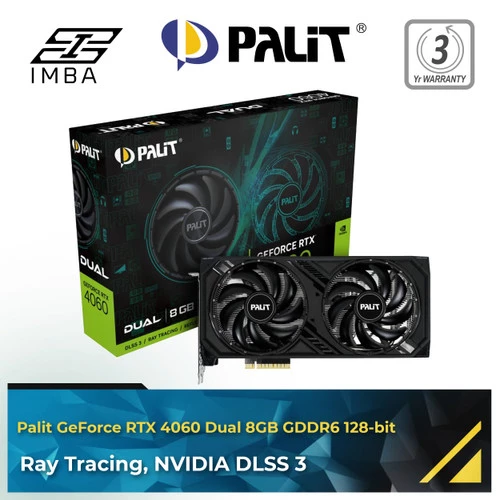 IMBA
PALiT
3
Yr WARRANTY
PALiT
GEFORCE RTX
DUAL
GEFORCE RTX
4060
DUAL 8GB
DLSS 3 / RAY TRACING /
PALiT
PALiT
PALiT
Palit GeForce RTX 4060 Dual 8GB GDDR6 128-bit
Ray Tracing, NVIDIA DLSS 3